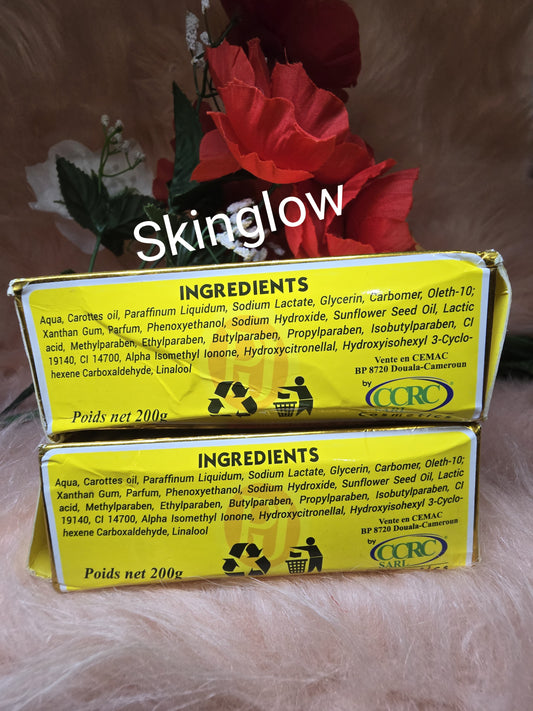 Skinglow
INGREDIENTS
Aqua, Carottes oil, Paraffinum Liquidum, Sodium Lactate, Glycerin, Carbomer, Oleth-10;
Xanthan Gum, Parfum, Phenoxyethanol, Sodium Hydroxide, Sunflower Seed Oil, Lactic
acid, Methylparaben, Ethylparaben, Butylparaben, Propylparaben, Isobutylparaben, CI
19140, CI 14700, Alpha Isomethyl Ionone, Hydroxycitronellal, Hydroxyisohexyl 3-Cyclo-
hexene Carboxaldehyde, Linalool
Vente en CEMAC
BP 8720 Douala-Cameroun
by
CCRC
SARL
Cosmetics
Poids net 200g
INGREDIENTS
Aqua, Carottes oil, Paraffinum Liquidum, Sodium Lactate, Glycerin, Carbomer, Oleth-10;
Xanthan Gum, Parfum, Phenoxyethanol, Sodium Hydroxide, Sunflower Seed Oil, Lactic
acid, Methylparaben, Ethylparaben, Butylparaben, Propylparaben, Isobutylparaben, CI
19140, CI 14700, Alpha Isomethyl Ionone, Hydroxycitronellal, Hydroxyisohexyl 3-Cyclo-
hexene Carboxaldehyde, Linalool
Vente en CEMAC
BP 8720 Douala-Cameroun
by
CCRC
SARL
Poids net 200g